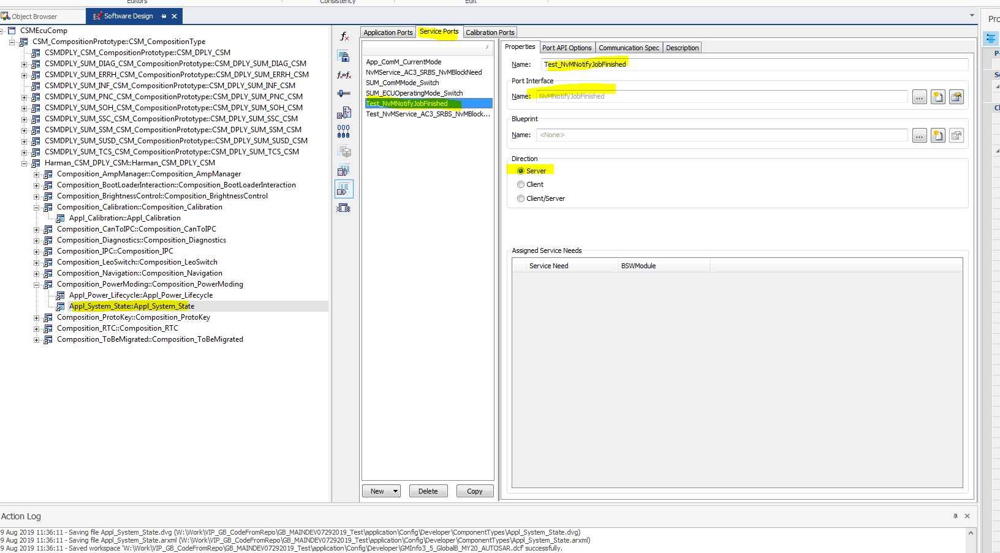 Editors
Consistency
Edit
Object Browser
Software Design
Pro
CSMEcuComp
CSM_CompositionPrototype::CSM_CompositionType
CSMDPLY_CSM_CompositionPrototype::CSM_DPLY_CSM
CSMDPLY_SUM_DIAG_CSM_CompositionPrototype::CSM_DPLY_SUM_DIAG_CSM
CSMDPLY_SUM_ERRH_CSM_CompositionPrototype::CSM_DPLY_SUM_ERRH_CSM
CSMDPLY_SUM_INF_CSM_CompositionPrototype::CSM_DPLY_SUM_INF_CSM
CSMDPLY_SUM_PNC_CSM_CompositionPrototype::CSM_DPLY_SUM_PNC_CSM
CSMDPLY_SUM_SOH_CSM_CompositionPrototype::CSM_DPLY_SUM_SOH_CSM
CSMDPLY_SUM_SSC_CSM_CompositionPrototype::CSM_DPLY_SUM_SSC_CSM
CSMDPLY_SUM_SSM_CSM_CompositionPrototype::CSM_DPLY_SUM_SSM_CSM
CSMDPLY_SUM_SUSD_CSM_CompositionPrototype::CSM_DPLY_SUM_SUSD_CSM
CSMDPLY_SUM_TCS_CSM_CompositionPrototype::CSM_DPLY_SUM_TCS_CSM
Harman_CSM_DPLY_CSM::Harman_CSM_DPLY_CSM
Composition_AmpManager::Composition_AmpManager
Composition_BootLoaderInteraction::Composition_BootLoaderInteraction
Composition_BrightnessControl::Composition_BrightnessControl
Composition_Calibration::Composition_Calibration
Appl_Calibration::Appl_Calibration
Composition_CanToIPC::Composition_CanToIPC
Composition_Diagnostics::Composition_Diagnostics
Composition_IPC::Composition_IPC
Composition_LeoSwitch::Composition_LeoSwitch
Composition_Navigation::Composition_Navigation
Composition_PowerModing::Composition_PowerModing
Appl_Power_Lifecycle::Appl_Power_Lifecycle
Appl_System_State::Appl_System_State
Composition_ProtoKey::Composition_ProtoKey
Composition_RTC::Composition_RTC
Composition_ToBeMigrated::Composition_ToBeMigrated
Application Ports Service Ports Calibration Ports
App_ComM_CurrentMode
NvMService_AC3_SRBS_NvMBlockNeed
SUM_ComMMode_Switch
SUM_ECUOperatingMode_Switch
Test_NvMNotifyJobFinished
Test_NvMService_AC3_SRBS_NvMBlock...
New Delete Copy
Properties Port API Options Communication Spec Description
Name: Test_NvMNotifyJobFinished
Port Interface
Name: NvMNotifyJobFinished
...
Blueprint
Name: <None>
...
Direction
Server
Client
Client/Server
Assigned Service Needs
Service Need BSWModule
Action Log
9 Aug 2019 11:36:11 - Saving file Appl_System_State.dvg (W:\Work\VIP_GB_CodeFromRepo\GB_MAINDEV07292019_Test\application\Config\Developer\ComponentTypes\Appl_System_State.dvg)
9 Aug 2019 11:36:11 - Saving file Appl_System_State.arxml (W:\Work\VIP_GB_CodeFromRepo\GB_MAINDEV07292019_Test\application\Config\Developer\ComponentTypes\Appl_System_State.arxml)
9 Aug 2019 11:36:11 - Saved workspace 'W:\Work\VIP_GB_CodeFromRepo\GB_MAINDEV07292019_Test\application\Config\Developer\GMInfo3_5_GlobalB_MY20_AUTOSAR.dcf' successfully.